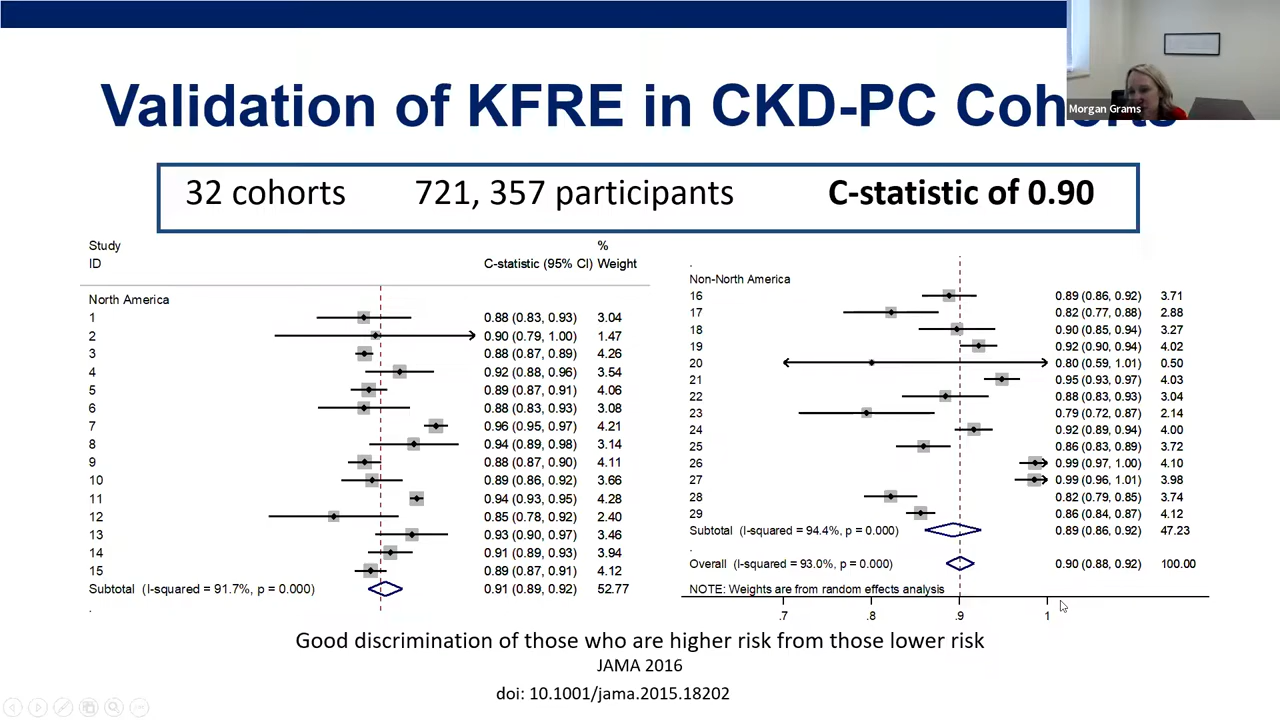 Validation of KFRE in CKD-PC Cohorts
Morgan Grams
32 cohorts 721, 357 participants C-statistic of 0.90
Study %
ID C-statistic (95% CI) Weight
North America
1 0.88 (0.83, 0.93) 3.04
2 0.90 (0.79, 1.00) 1.47
3 0.88 (0.87, 0.89) 4.26
4 0.92 (0.88, 0.96) 3.54
5 0.89 (0.87, 0.91) 4.06
6 0.88 (0.83, 0.93) 3.08
7 0.96 (0.95, 0.97) 4.21
8 0.94 (0.89, 0.98) 3.14
9 0.88 (0.87, 0.90) 4.11
10 0.89 (0.86, 0.92) 3.66
11 0.94 (0.93, 0.95) 4.28
12 0.85 (0.78, 0.92) 2.40
13 0.93 (0.90, 0.97) 3.46
14 0.91 (0.89, 0.93) 3.94
15 0.89 (0.87, 0.91) 4.12
Subtotal (I-squared = 91.7%, p = 0.000) 0.91 (0.89, 0.92) 52.77
.
.
Non-North America
16 0.89 (0.86, 0.92) 3.71
17 0.82 (0.77, 0.88) 2.88
18 0.90 (0.85, 0.94) 3.27
19 0.92 (0.90, 0.94) 4.02
20 0.80 (0.59, 1.01) 0.50
21 0.95 (0.93, 0.97) 4.03
22 0.88 (0.83, 0.93) 3.04
23 0.79 (0.72, 0.87) 2.14
24 0.92 (0.89, 0.94) 4.00
25 0.86 (0.83, 0.89) 3.72
26 0.99 (0.97, 1.00) 4.10
27 0.99 (0.96, 1.01) 3.98
28 0.82 (0.79, 0.85) 3.74
29 0.86 (0.84, 0.87) 4.12
Subtotal (I-squared = 94.4%, p = 0.000) 0.89 (0.86, 0.92) 47.23
.
Overall (I-squared = 93.0%, p = 0.000) 0.90 (0.88, 0.92) 100.00
NOTE: Weights are from random effects analysis
.7 .8 .9 1
Good discrimination of those who are higher risk from those lower risk
JAMA 2016
doi: 10.1001/jama.2015.18202